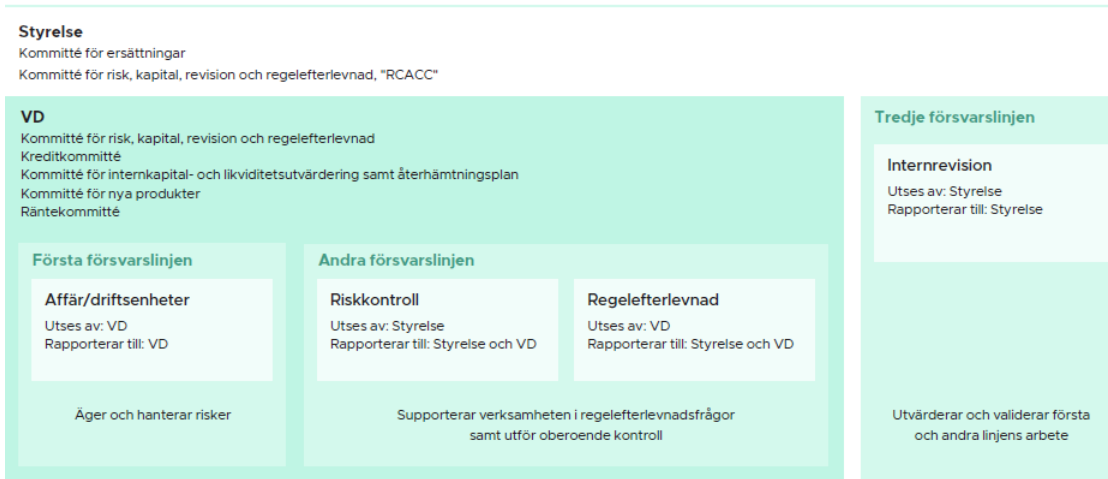 Styrelse
Kommitté för ersättningar
Kommitté för risk, kapital, revision och regelefterlevnad, "RCACC"
VD
Kommitté för risk, kapital, revision och regelefterlevnad
Kreditkommitté
Kommitté för internkapital- och likviditetsutvärdering samt återhämtningsplan
Kommitté för nya produkter
Räntekommitté
Första försvarslinjen
Affär/driftsenheter
Utses av: VD
Rapporterar till: VD
Äger och hanterar risker
Andra försvarslinjen
Riskkontroll
Utses av: Styrelse
Rapporterar till: Styrelse och VD
Regelefterlevnad
Utses av: VD
Rapporterar till: Styrelse och VD
Supporterar verksamheten i regelefterlevnadsfrågor
samt utför oberoende kontroll
Tredje försvarslinjen
Internrevision
Utses av: Styrelse
Rapporterar till: Styrelse
Utvärderar och validerar första
och andra linjens arbete